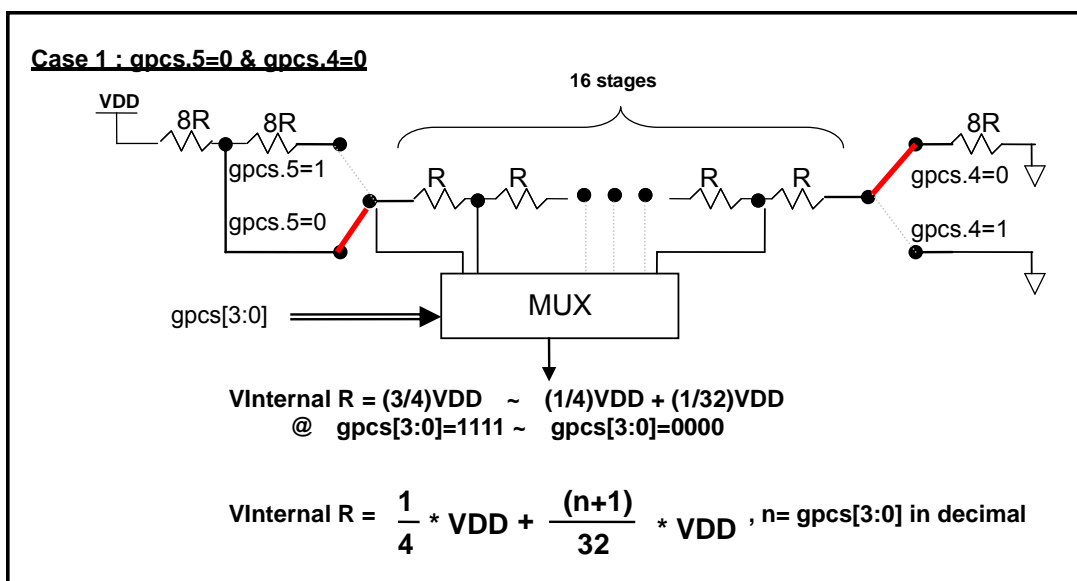 Case 1 : gpcs.5=0 & gpcs.4=0
16 stages
VDD
8R
8R
8R
gpcs.5=1
R
R
R
R
gpcs.4=0
gpcs.5=0
gpcs.4=1
MUX
gpcs[3:0]
VInternal R = (3/4)VDD ~ (1/4)VDD + (1/32)VDD
@ gpcs[3:0]=1111 ~ gpcs[3:0]=0000
VInternal R = 1/4 * VDD + (n+1)/32 * VDD , n= gpcs[3:0] in decimal